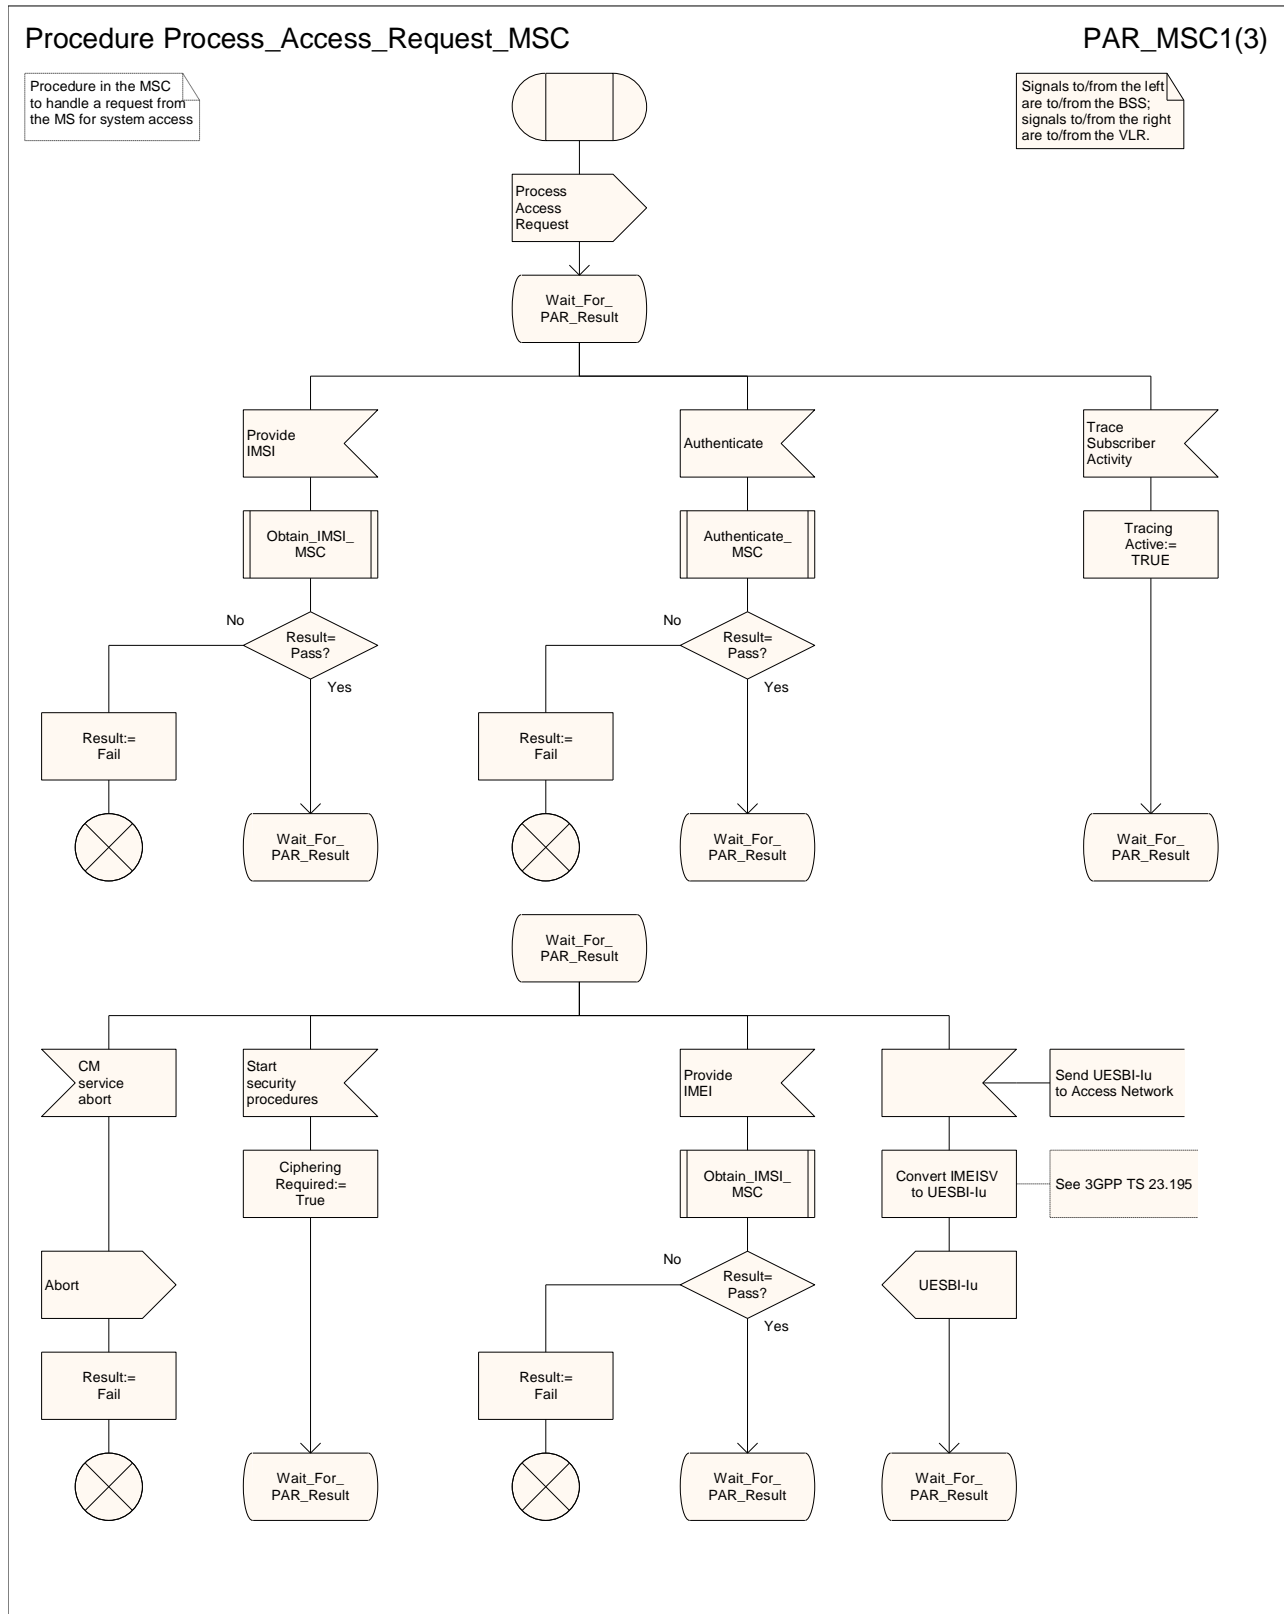 Procedure Process_Access_Request_MSC
PAR_MSC1(3)
Procedure in the MSC
to handle a request from
the MS for system access
Signals to/from the left
are to/from the BSS;
signals to/from the right
are to/from the VLR.
Process
Access
Request
Wait_For_
PAR_Result
Provide
IMSI
Authenticate
Trace
Subscriber
Activity
Obtain_IMSI_
MSC
Authenticate_
MSC
Tracing
Active:=
TRUE
No
Result=
Pass?
Yes
No
Result=
Pass?
Yes
Result:=
Fail
Result:=
Fail
Wait_For_
PAR_Result
Wait_For_
PAR_Result
Wait_For_
PAR_Result
Wait_For_
PAR_Result
CM
service
abort
Start
security
procedures
Provide
IMEI
Send UESBI-Iu
to Access Network
Ciphering
Required:=
True
Obtain_IMSI_
MSC
Convert IMEISV
to UESBI-Iu
See 3GPP TS 23.195
Abort
No
Result=
Pass?
Yes
UESBI-Iu
Result:=
Fail
Result:=
Fail
Wait_For_
PAR_Result
Wait_For_
PAR_Result
Wait_For_
PAR_Result